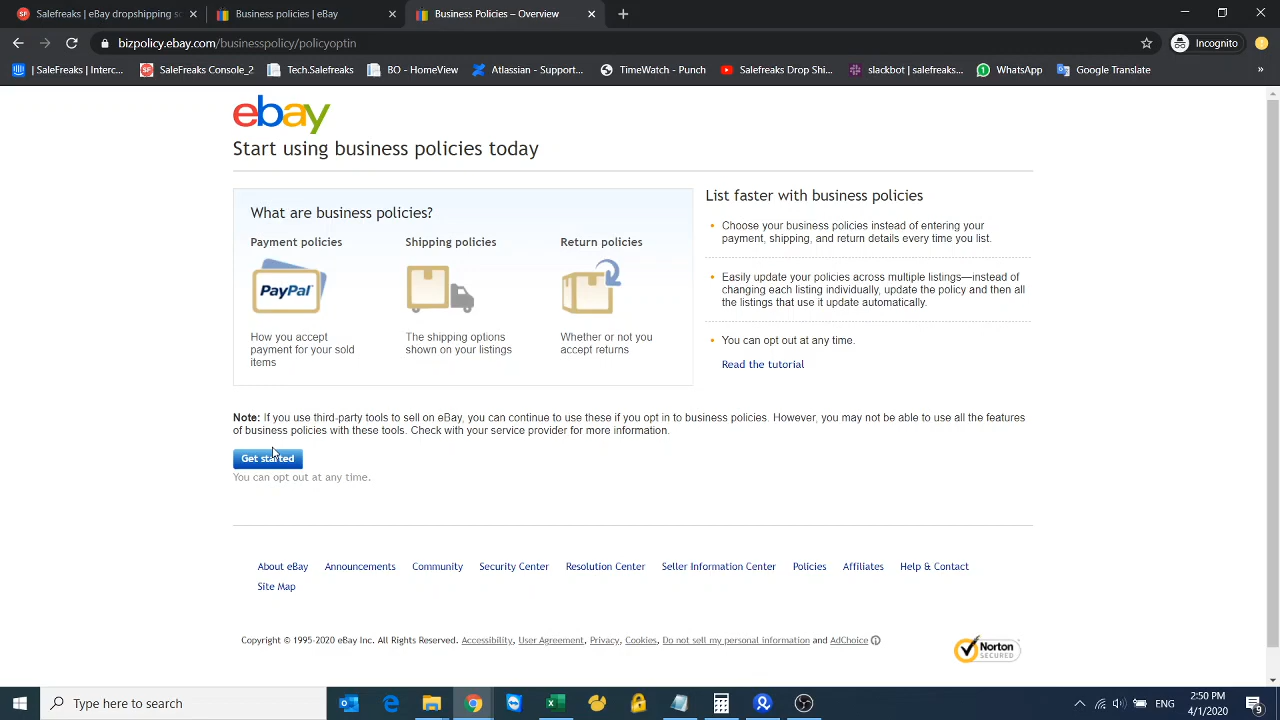 Salefreaks | eBay dropshipping s
Business policies | eBay
Business Policies – Overview
bizpolicy.ebay.com/businesspolicy/policyoptin
Incognito
| SaleFreaks | Interc...
SaleFreaks Console_2
Tech.Salefreaks
BO - HomeView
Atlassian - Support...
TimeWatch - Punch
Salefreaks Drop Shi...
slackbot | salefreaks...
WhatsApp
Google Translate
»
ebay
Start using business policies today
What are business policies?
Payment policies
Shipping policies
Return policies
PayPal
How you accept
payment for your sold
items
The shipping options
shown on your listings
Whether or not you
accept returns
List faster with business policies
Choose your business policies instead of entering your
payment, shipping, and return details every time you list.
Easily update your policies across multiple listings—instead of
changing each listing individually, update the policy and then all
the listings that use it update automatically.
You can opt out at any time.
Read the tutorial
Note: If you use third-party tools to sell on eBay, you can continue to use these if you opt in to business policies. However, you may not be able to use all the features
of business policies with these tools. Check with your service provider for more information.
Get started
You can opt out at any time.
About eBay Announcements Community Security Center Resolution Center Seller Information Center Policies Affiliates Help & Contact
Site Map
Copyright © 1995-2020 eBay Inc. All Rights Reserved. Accessibility, User Agreement, Privacy, Cookies, Do not sell my personal information and AdChoice
Norton
SECURED
Type here to search
ENG
2:50 PM
4/1/2020